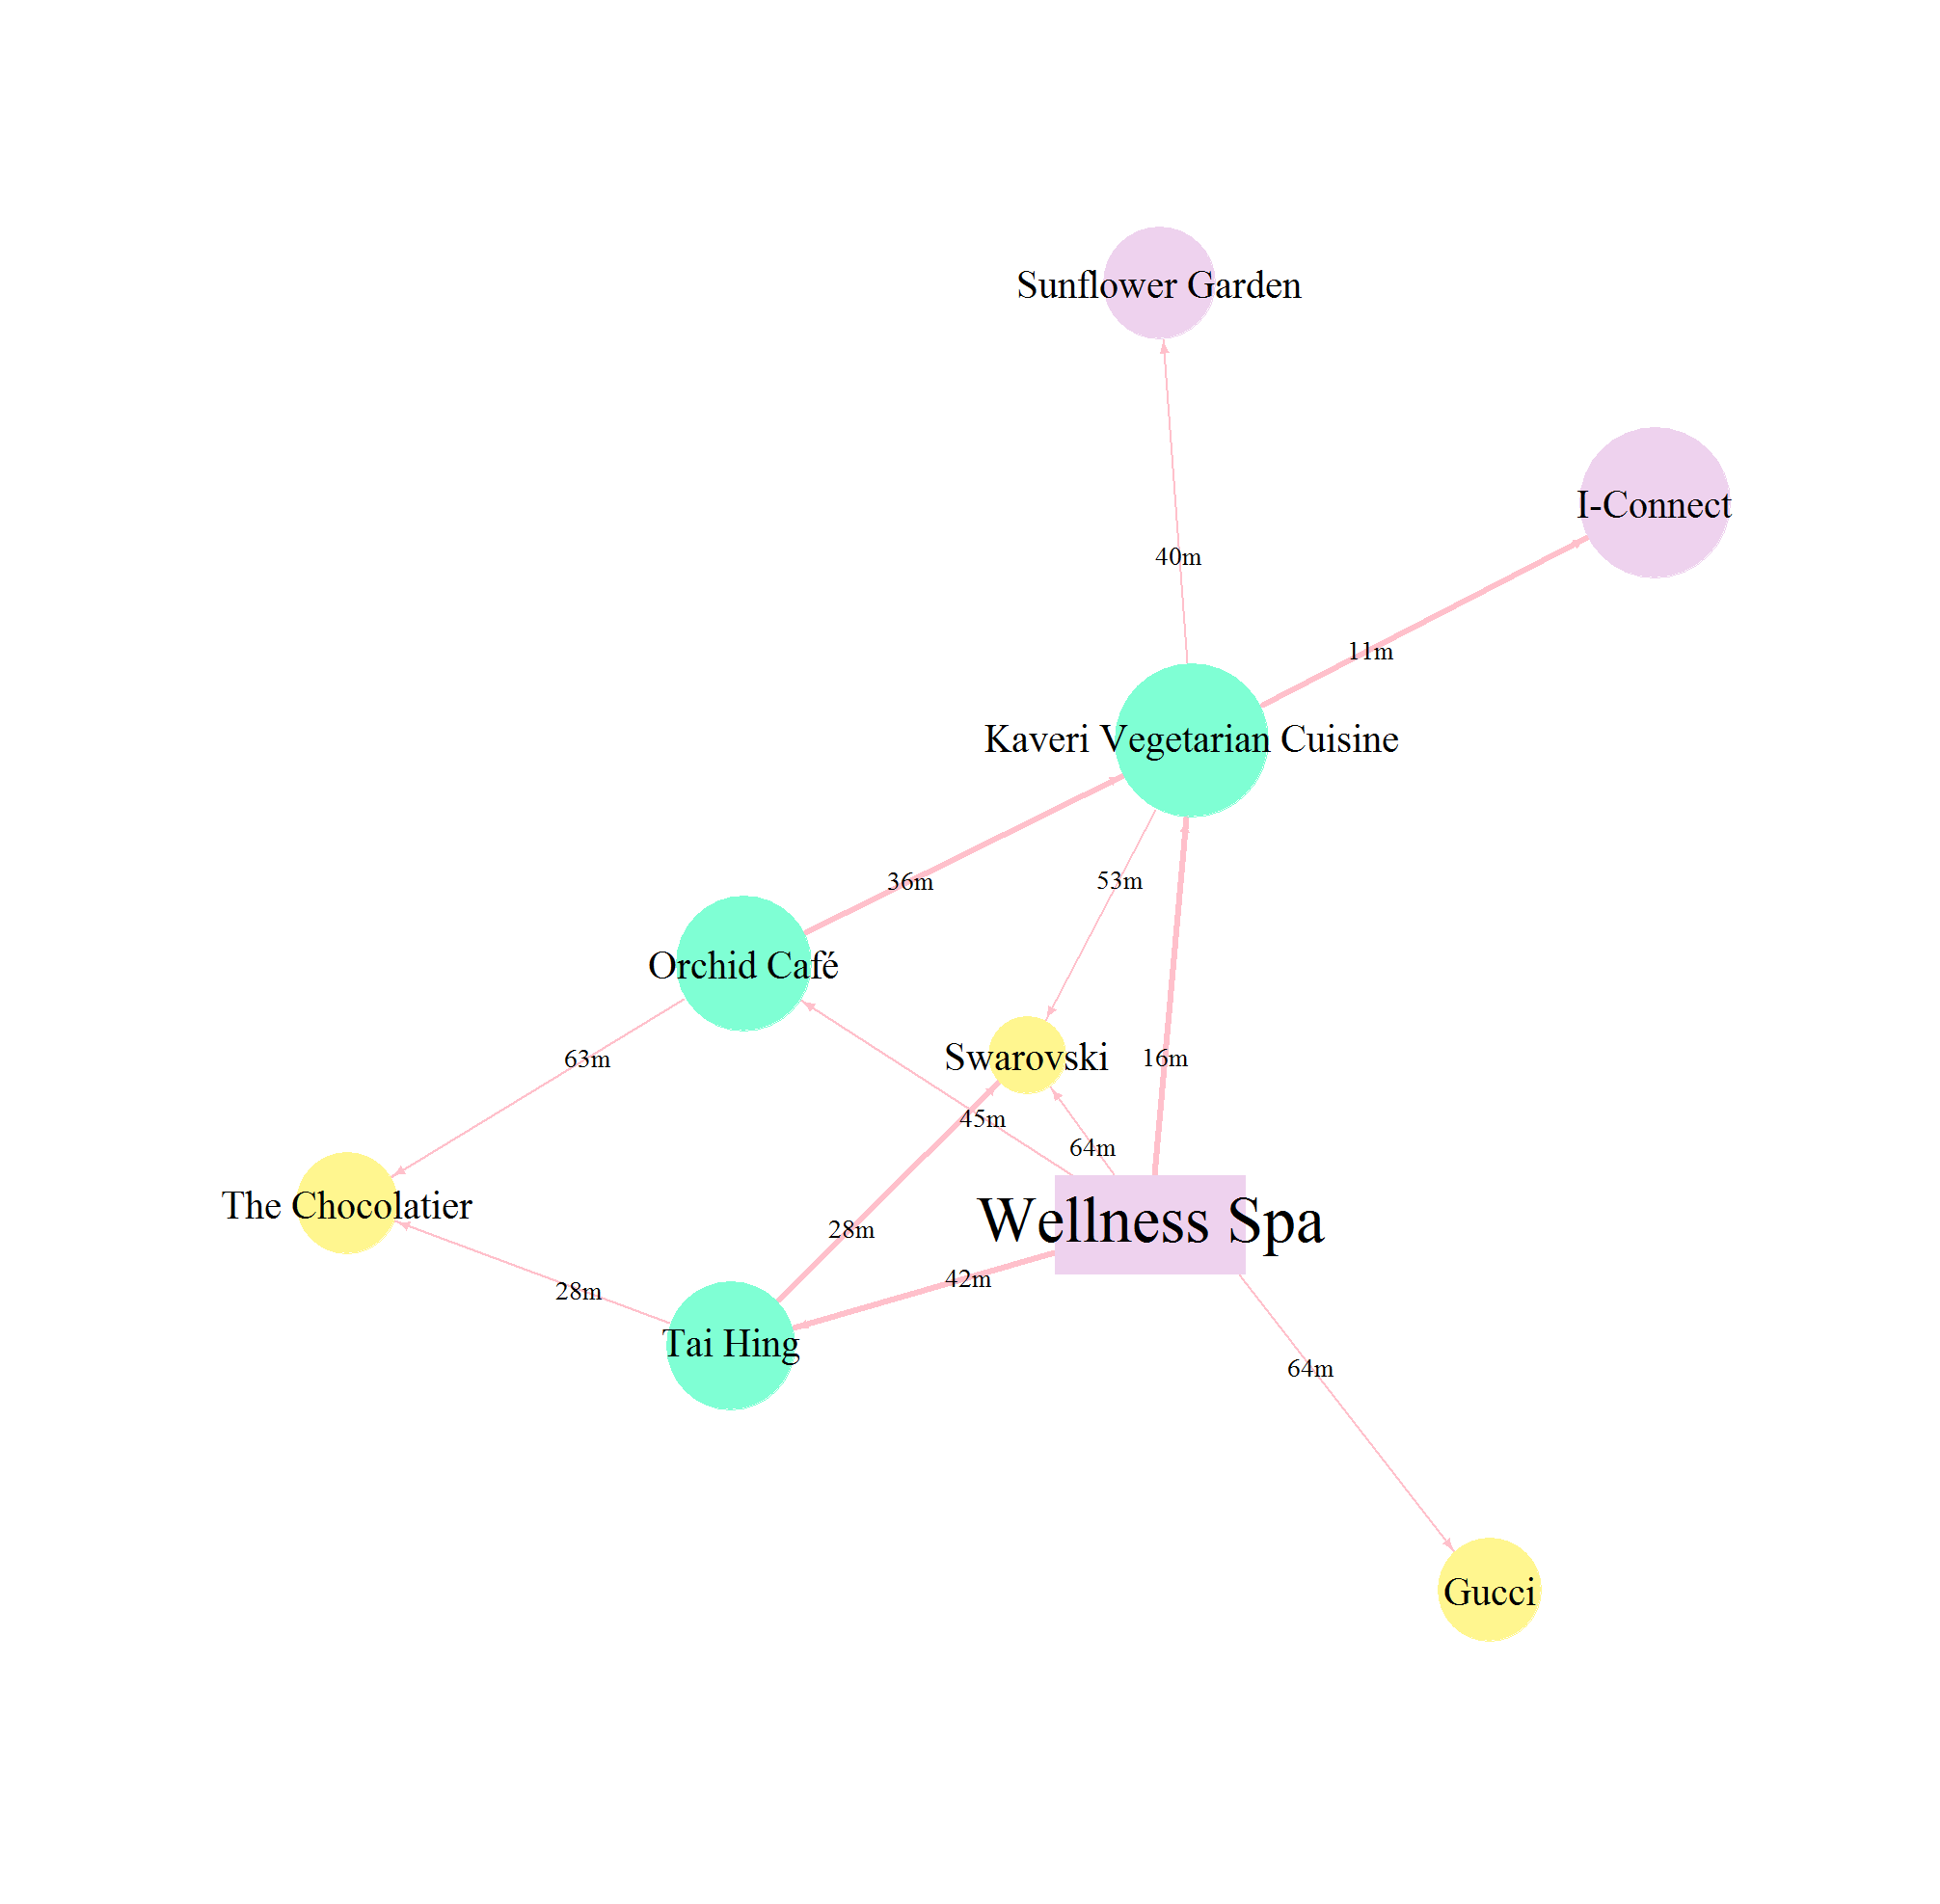 Sunflower Garden
I-Connect
40m
11m
Kaveri Vegetarian Cuisine
36m
53m
Orchid Café
Swarovski
63m
16m
45m
64m
The Chocolatier
Wellness Spa
28m
42m
28m
Tai Hing
64m
Gucci